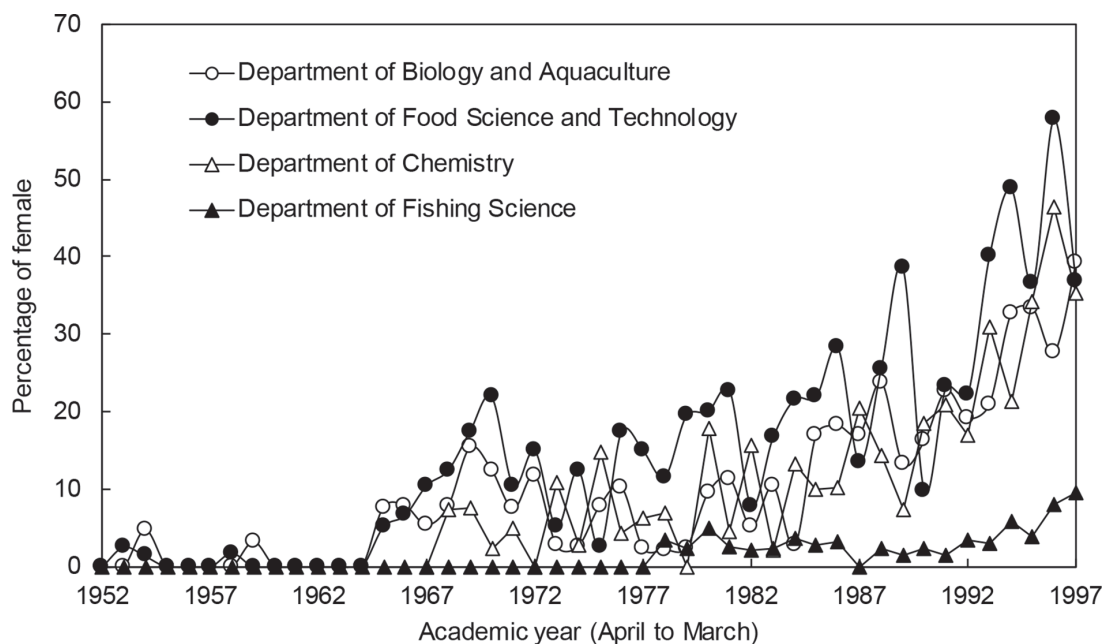 70
60
50
40
30
20
10
0
Percentage of female
Department of Biology and Aquaculture
Department of Food Science and Technology
Department of Chemistry
Department of Fishing Science
1952 1957 1962 1967 1972 1977 1982 1987 1992 1997
Academic year (April to March)